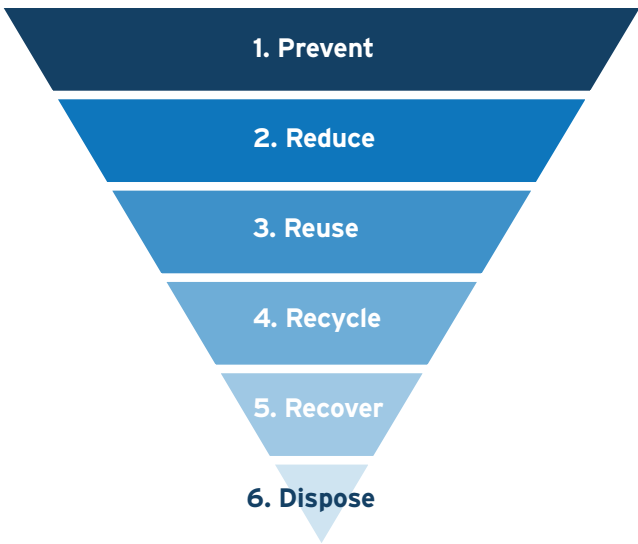 1. Prevent
2. Reduce
3. Reuse
4. Recycle
5. Recover
6. Dispose